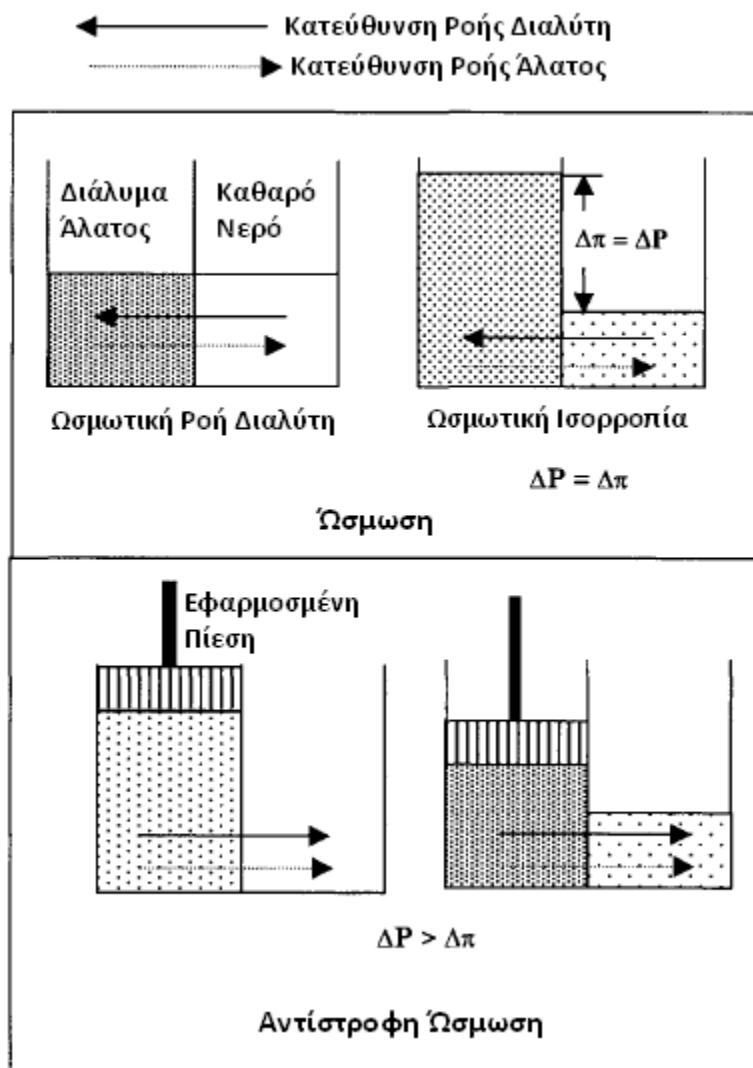 Κατεύθυνση Ροής Διαλύτη
Κατεύθυνση Ροής Άλατος
Διάλυμα
Άλατος
Καθαρό
Νερό
Δπ = ΔP
Ωσμωτική Ροή Διαλύτη
Ωσμωτική Ισορροπία
ΔP = Δπ
Ώσμωση
Εφαρμοσμένη
Πίεση
ΔP > Δπ
Αντίστροφη Ώσμωση